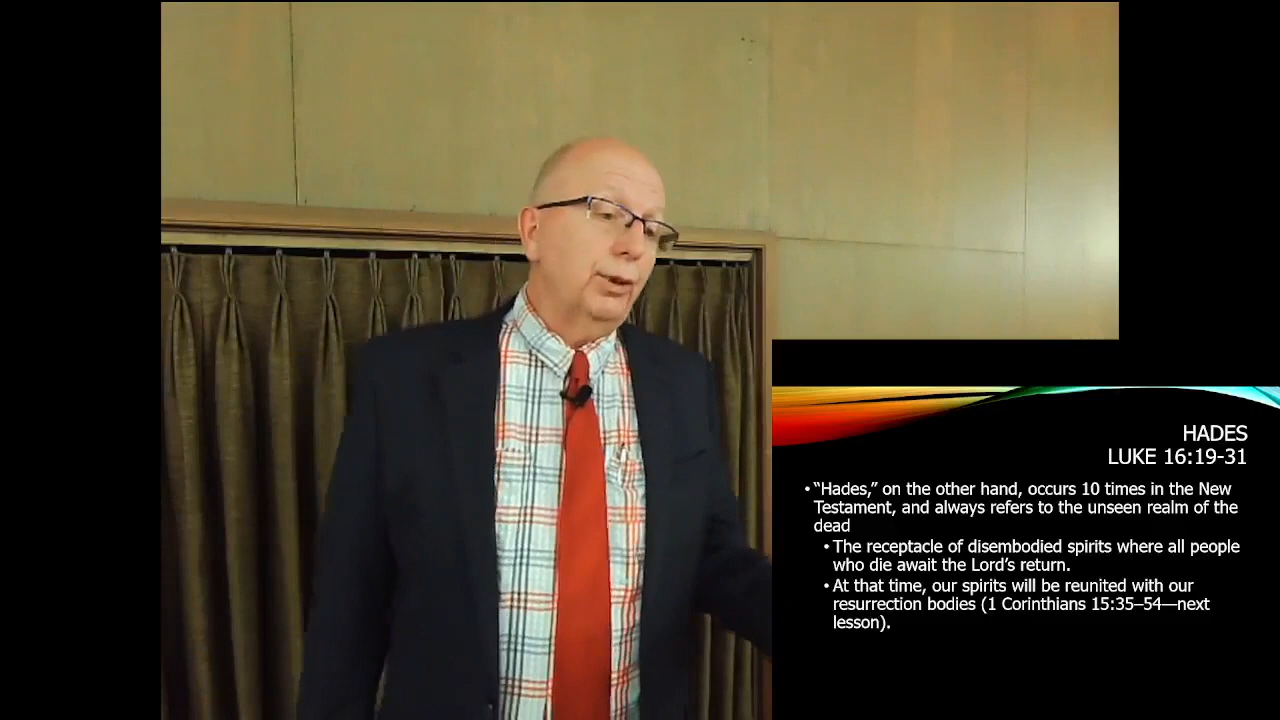 HADES
LUKE 16:19-31
• “Hades,” on the other hand, occurs 10 times in the New
Testament, and always refers to the unseen realm of the
dead
• The receptacle of disembodied spirits where all people
who die await the Lord’s return.
• At that time, our spirits will be reunited with our
resurrection bodies (1 Corinthians 15:35–54—next
lesson).